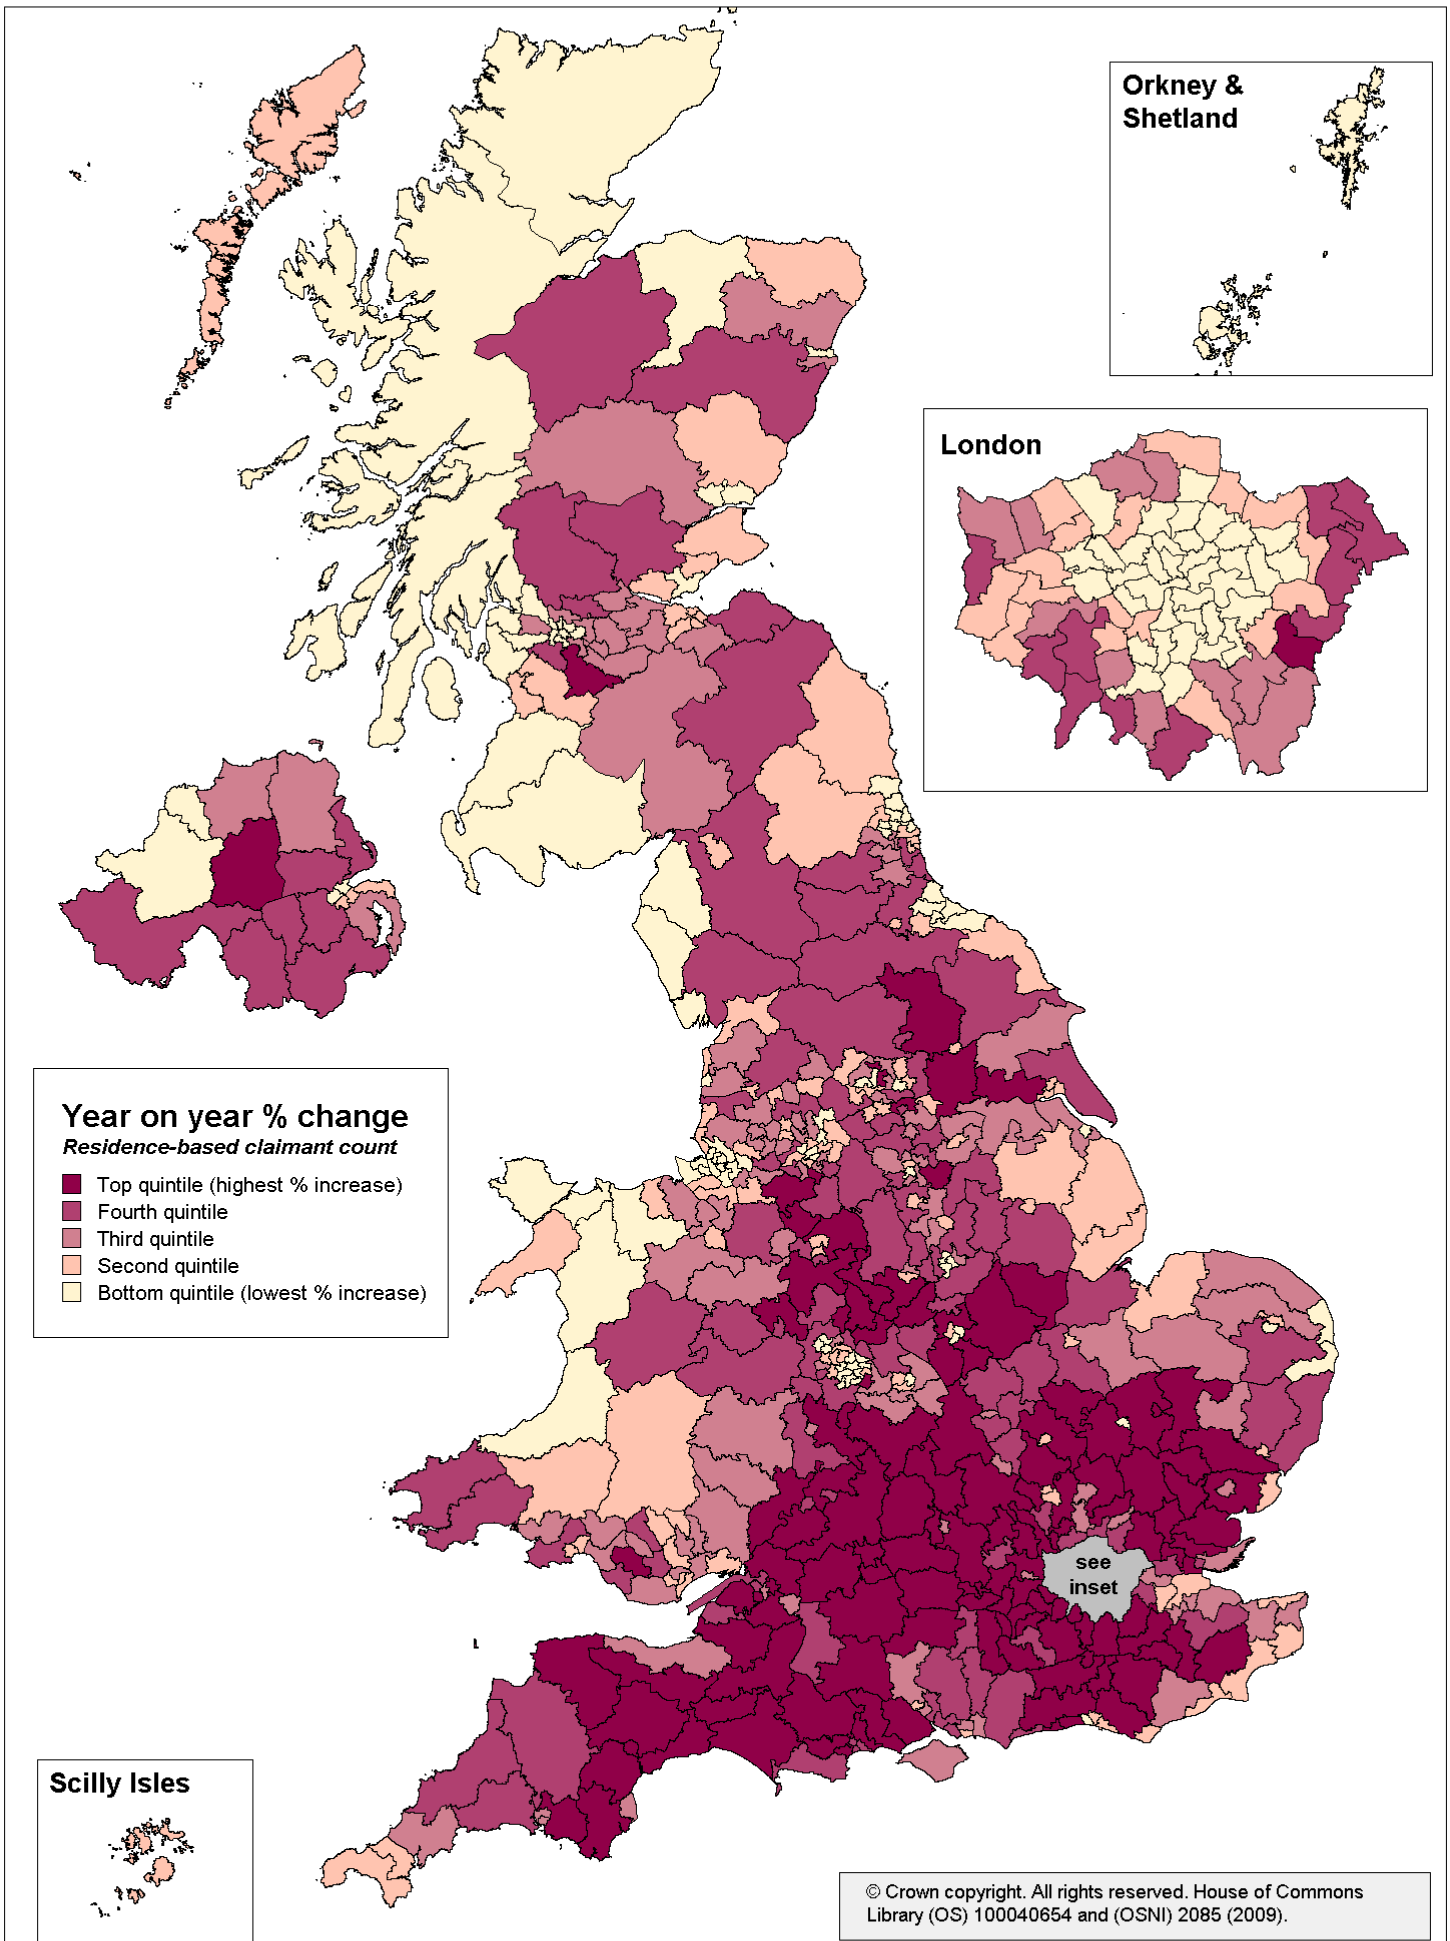 Orkney &
Shetland
London
Year on year % change
Residence-based claimant count
Top quintile (highest % increase)
Fourth quintile
Third quintile
Second quintile
Bottom quintile (lowest % increase)
see
inset
Scilly Isles
© Crown copyright. All rights reserved. House of Commons
Library (OS) 100040654 and (OSNI) 2085 (2009).